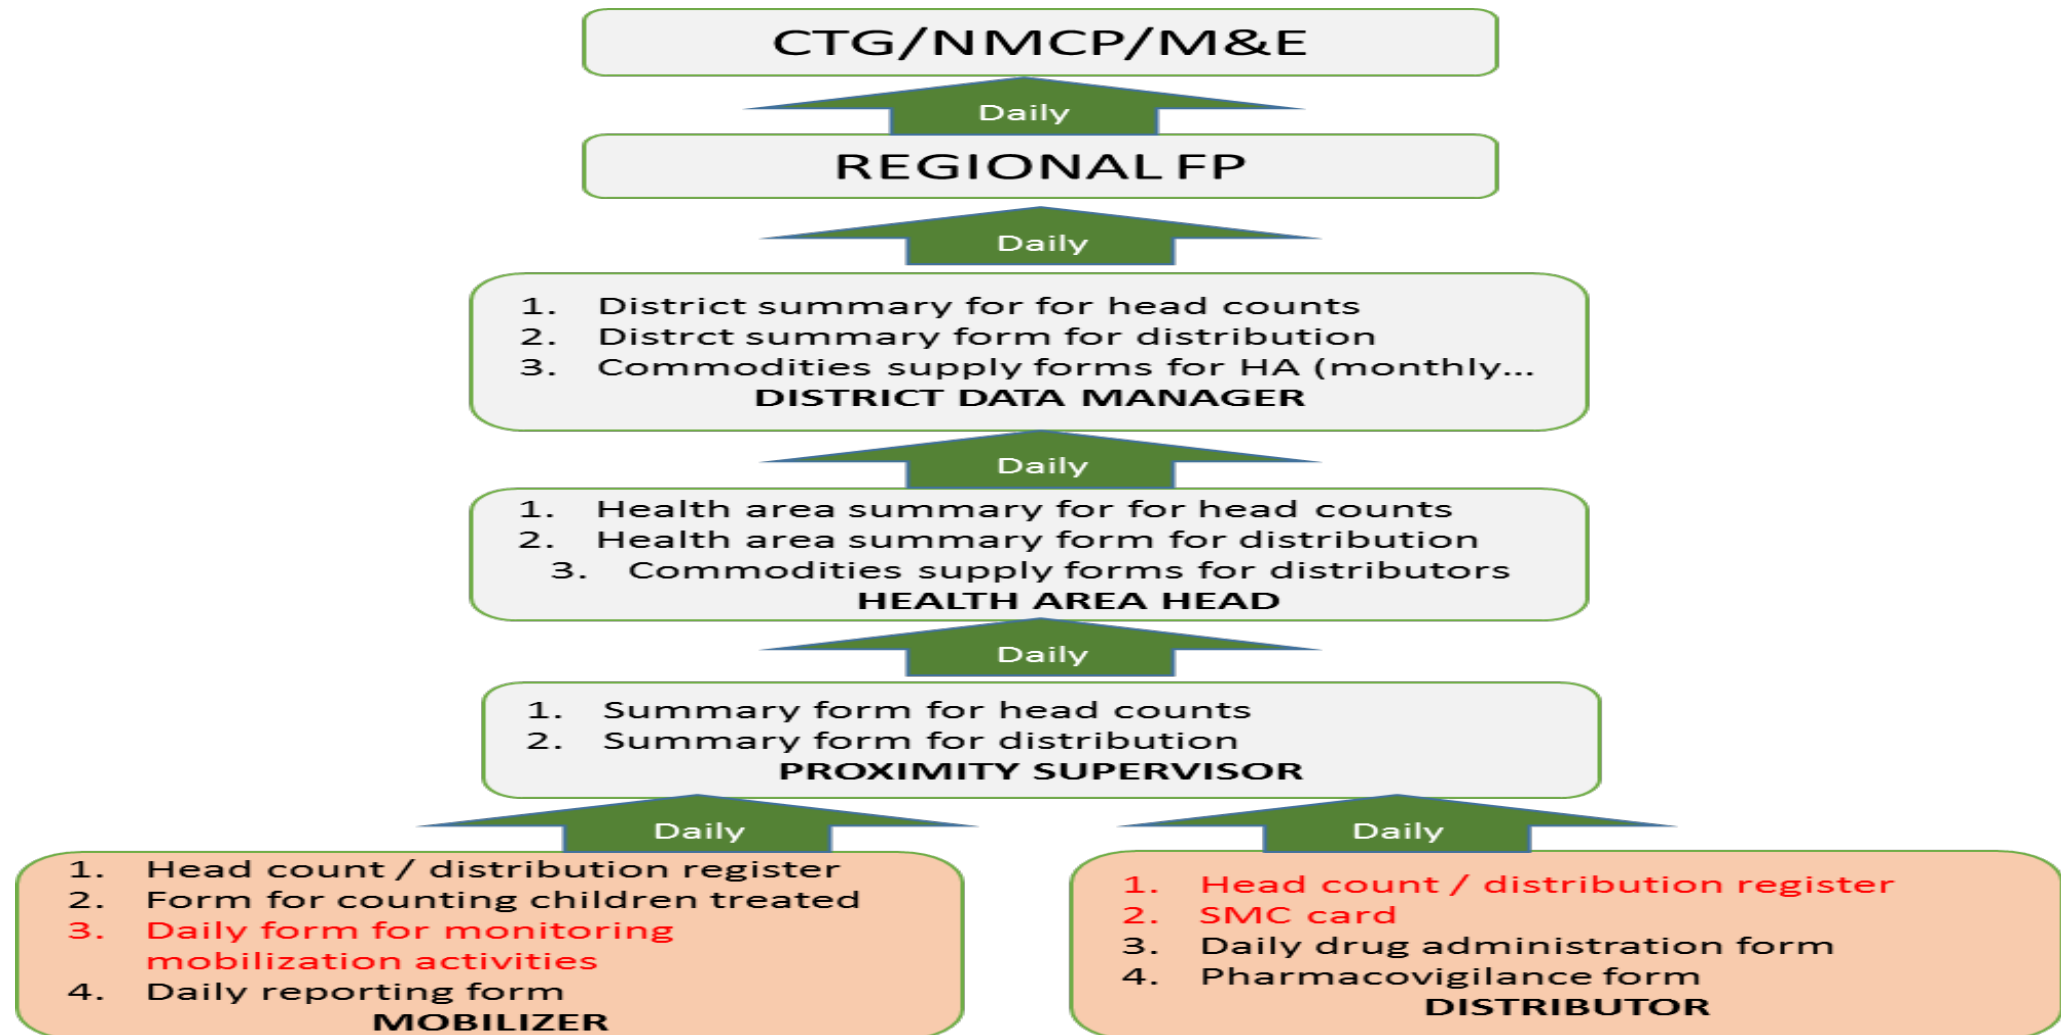 CTG/NMCP/M&E
Daily
REGIONAL FP
Daily
1. District summary for for head counts
2. Distrct summary form for distribution
3. Commodities supply forms for HA (monthly...
DISTRICT DATA MANAGER
Daily
1. Health area summary for for head counts
2. Health area summary form for distribution
3. Commodities supply forms for distributors
HEALTH AREA HEAD
Daily
1. Summary form for head counts
2. Summary form for distribution
PROXIMITY SUPERVISOR
Daily
1. Head count / distribution register
2. Form for counting children treated
3. Daily form for monitoring
mobilization activities
4. Daily reporting form
MOBILIZER
Daily
1. Head count / distribution register
2. SMC card
3. Daily drug administration form
4. Pharmacovigilance form
DISTRIBUTOR